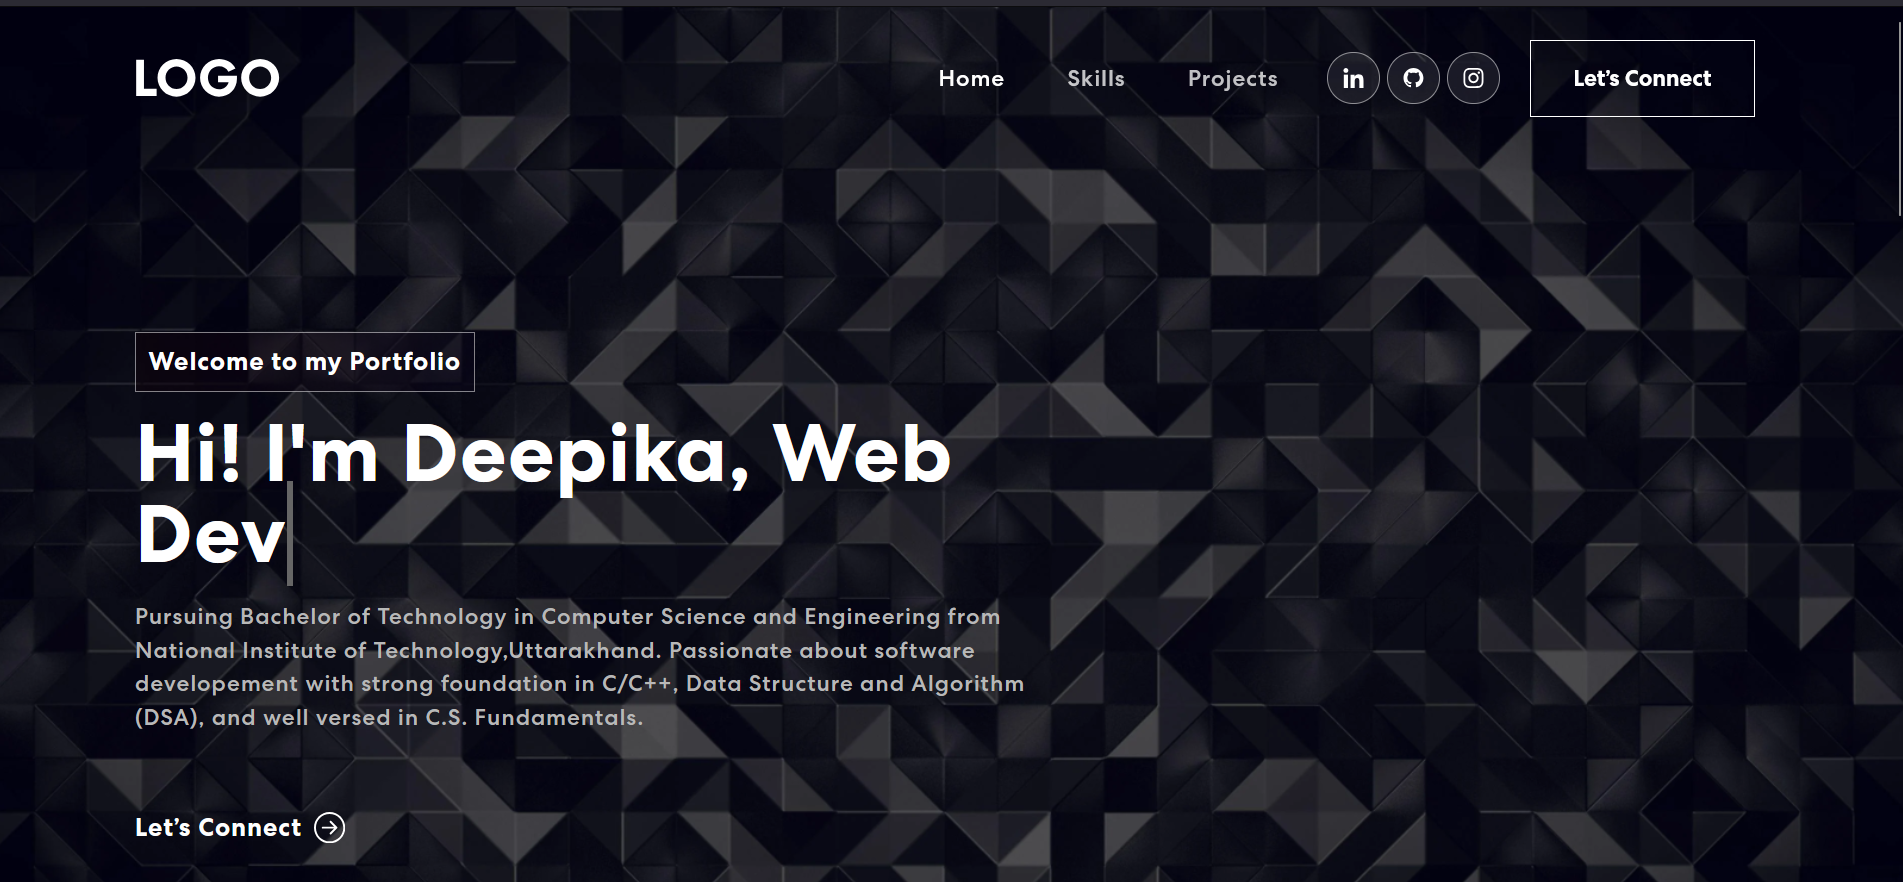 LOGO
Home Skills Projects in Let’s Connect
Welcome to my Portfolio
Hi! I'm Deepika, Web
Dev
Pursuing Bachelor of Technology in Computer Science and Engineering from
National Institute of Technology,Uttarakhand. Passionate about software
developement with strong foundation in C/C++, Data Structure and Algorithm
(DSA), and well versed in C.S. Fundamentals.
Let’s Connect